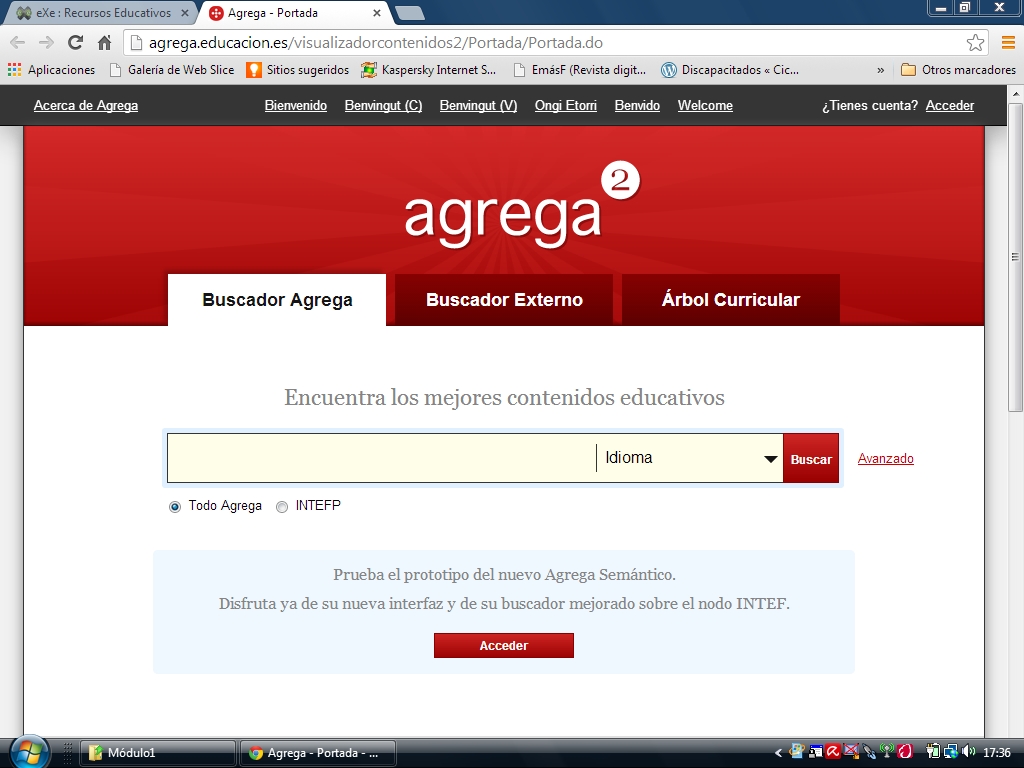 eXe : Recursos Educativos
Agrega - Portada
agrega.educacion.es/visualizadorcontenidos2/Portada/Portada.do
Aplicaciones Galería de Web Slice Sitios sugeridos Kaspersky Internet S... EmásF (Revista digit... Discapacitados « Cic... » Otros marcadores
Acerca de Agrega Bienvenido Benvingut (C) Benvingut (V) Ongi Etorri Benvido Welcome ¿Tienes cuenta? Acceder
agrega 2
Buscador Agrega Buscador Externo Árbol Curricular
Encuentra los mejores contenidos educativos
Idioma Buscar Avanzado
Todo Agrega INTEFP
Prueba el prototipo del nuevo Agrega Semántico.
Disfruta ya de su nueva interfaz y de su buscador mejorado sobre el nodo INTEF.
Acceder
Módulo1 Agrega - Portada - ... 17:36